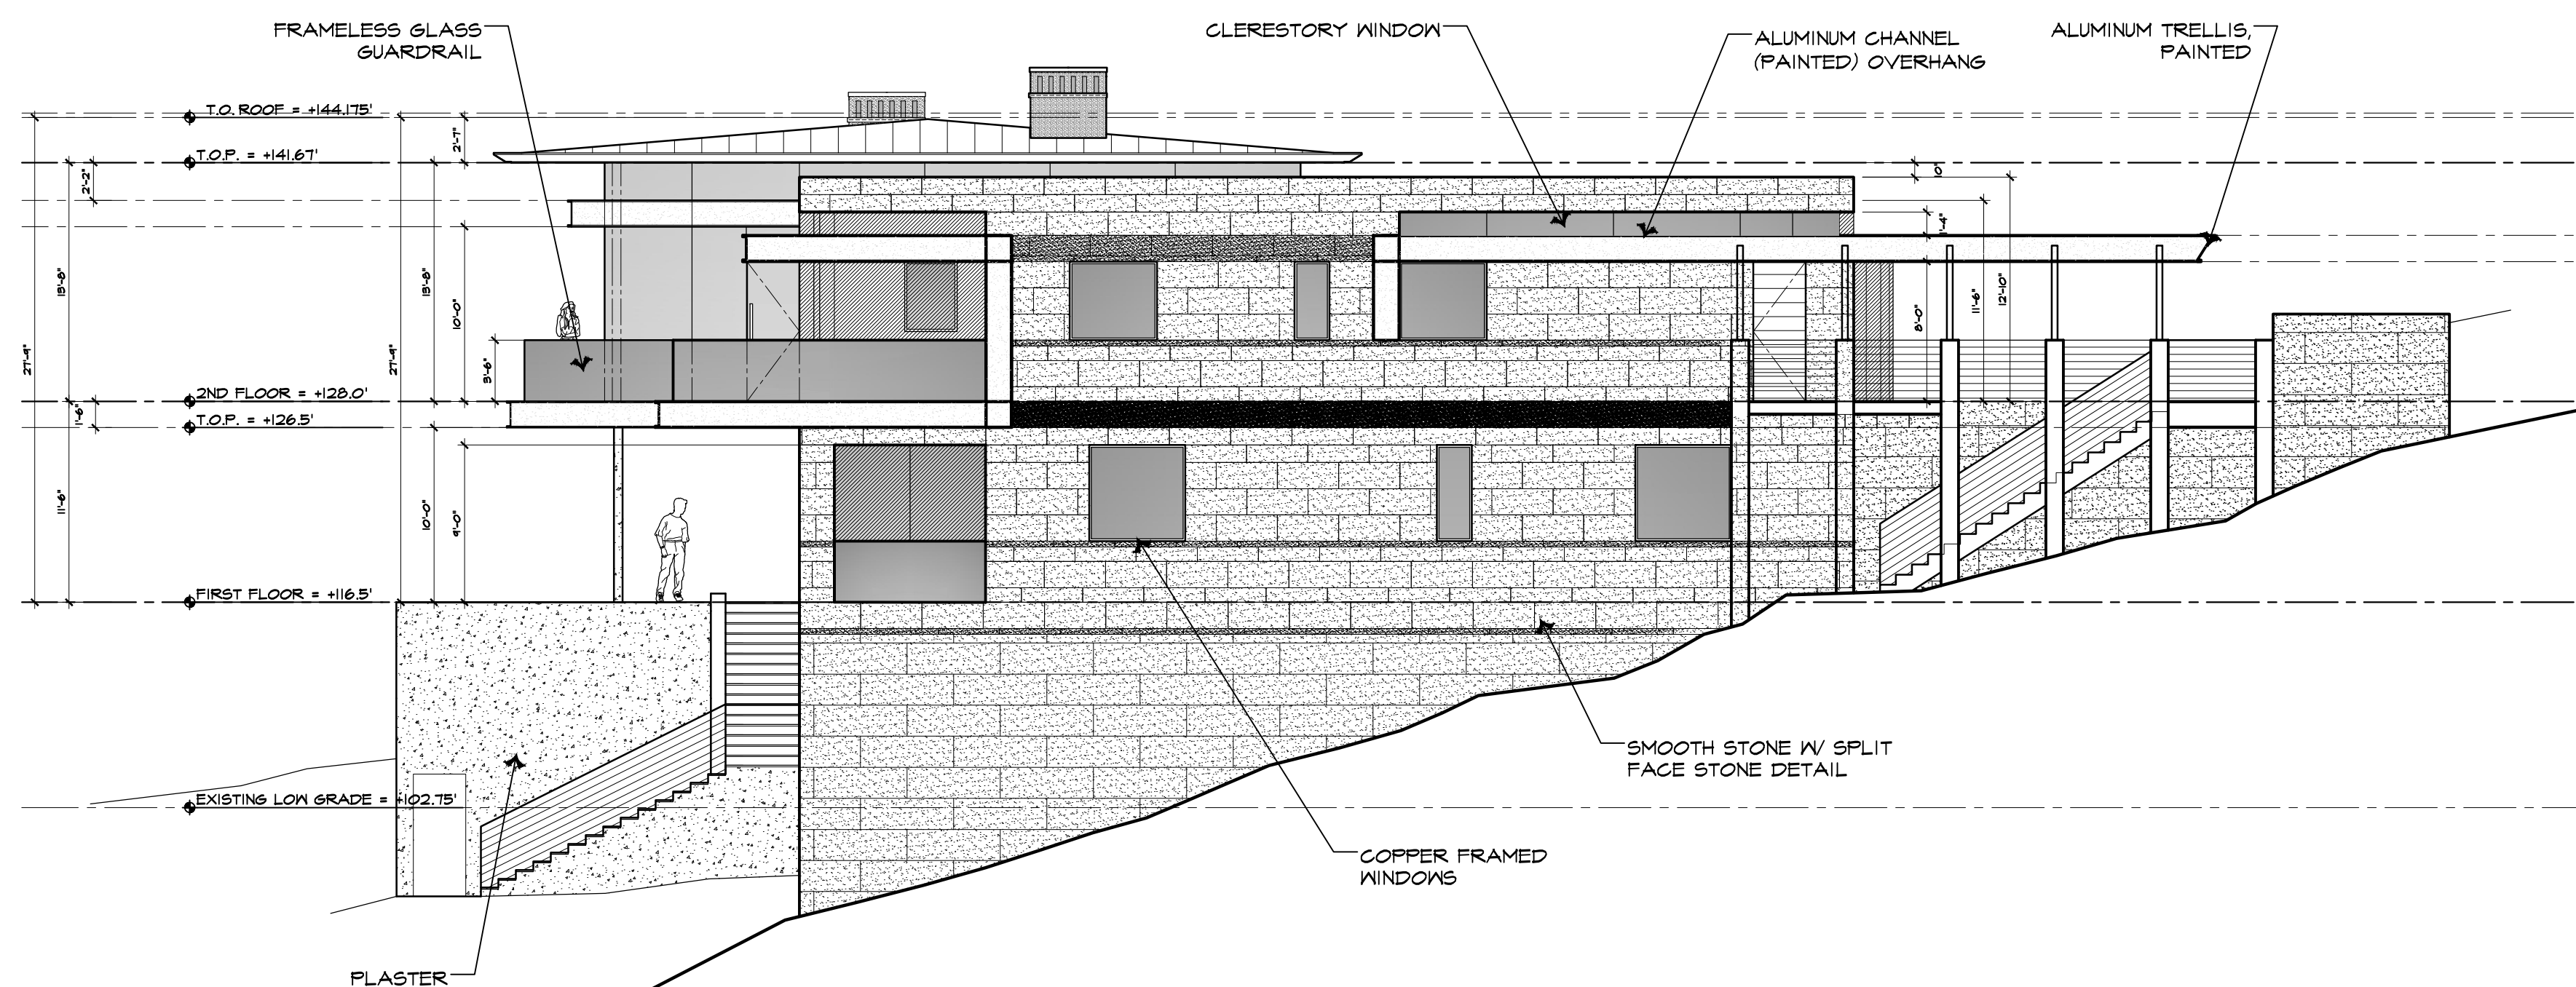 FRAMELESS GLASS
GUARDRAIL
CLERESTORY WINDOW
ALUMINUM CHANNEL
(PAINTED) OVERHANG
ALUMINUM TRELLIS,
PAINTED
T.O. ROOF = +144.175'
T.O.P. = +141.67'
2'-7"
2'-2"
10"
1'-4"
13'-8"
13'-8"
10'-0"
8'-0"
11'-6"
12'-10"
27'-9"
27'-9"
3'-6"
2ND FLOOR = +128.0'
1'-6"
T.O.P. = +126.5'
11'-6"
10'-0"
9'-0"
FIRST FLOOR = +116.5'
SMOOTH STONE W/ SPLIT
FACE STONE DETAIL
EXISTING LOW GRADE = +102.75'
COPPER FRAMED
WINDOWS
PLASTER